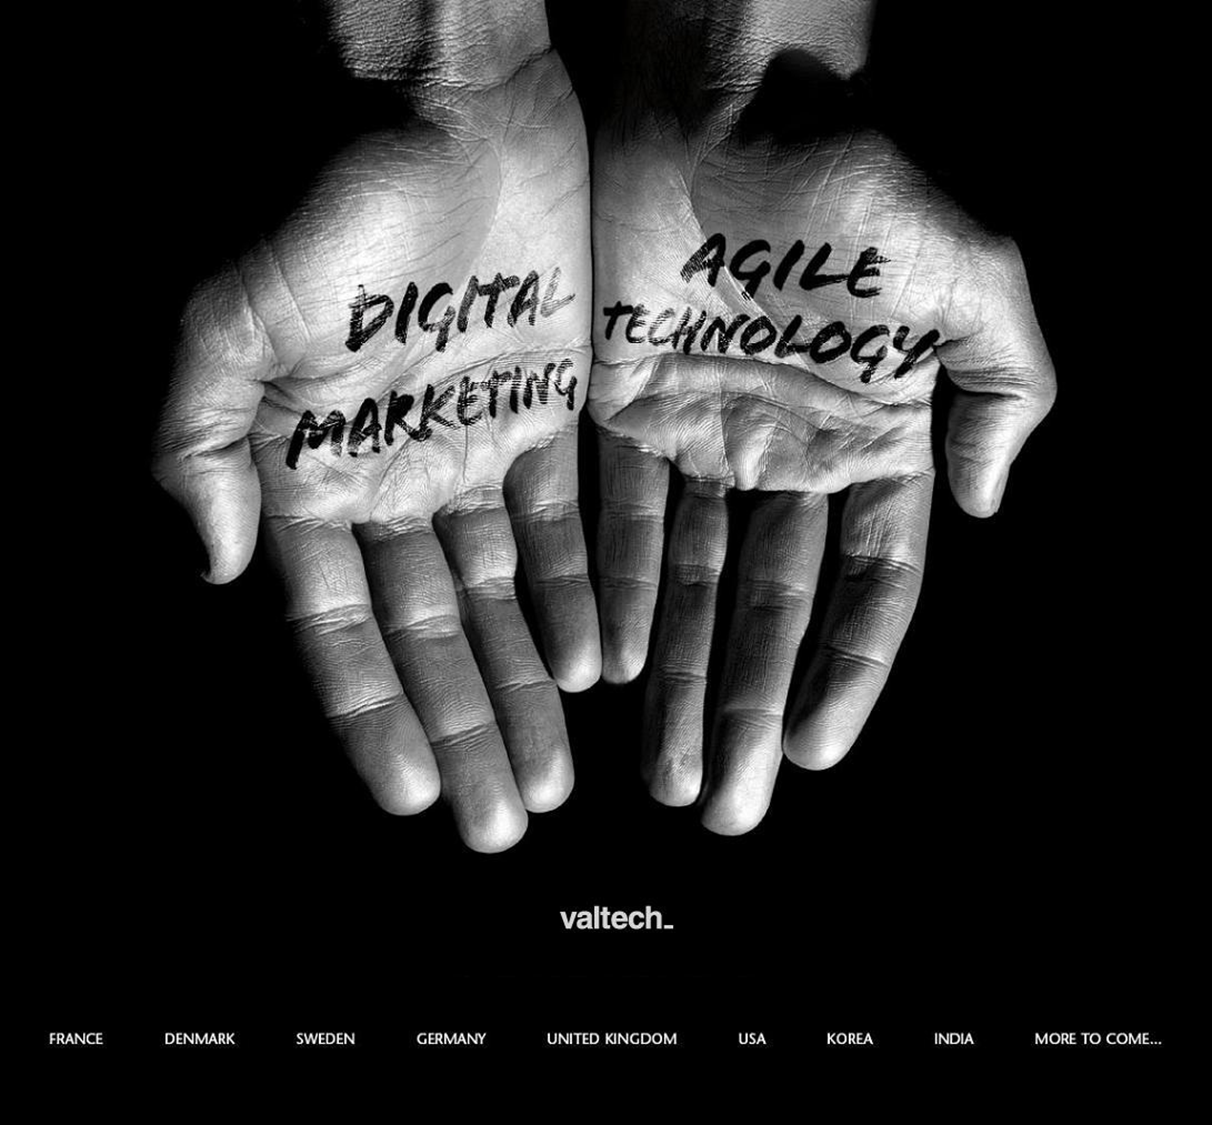 DIGITAL
MARKETING
AGILE
TECHNOLOGY
valtech_
FRANCE DENMARK SWEDEN GERMANY UNITED KINGDOM USA KOREA INDIA MORE TO COME...